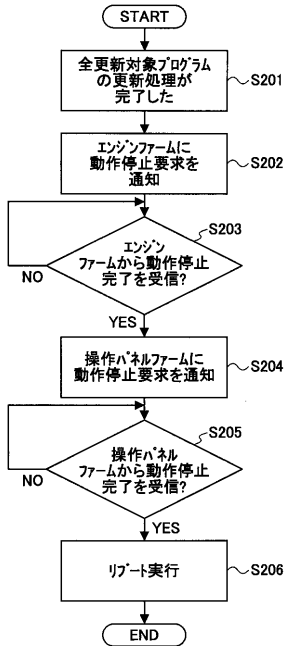 START
全更新対象プログラム
の更新処理が
完了した
S201
エンジンファームに
動作停止要求を
通知
S202
S203
エンジン
ファームから動作停止
完了を受信?
NO
YES
操作パネルファームに
動作停止要求を通知
S204
S205
操作パネル
ファームから動作停止
完了を受信?
NO
YES
リブート実行
S206
END